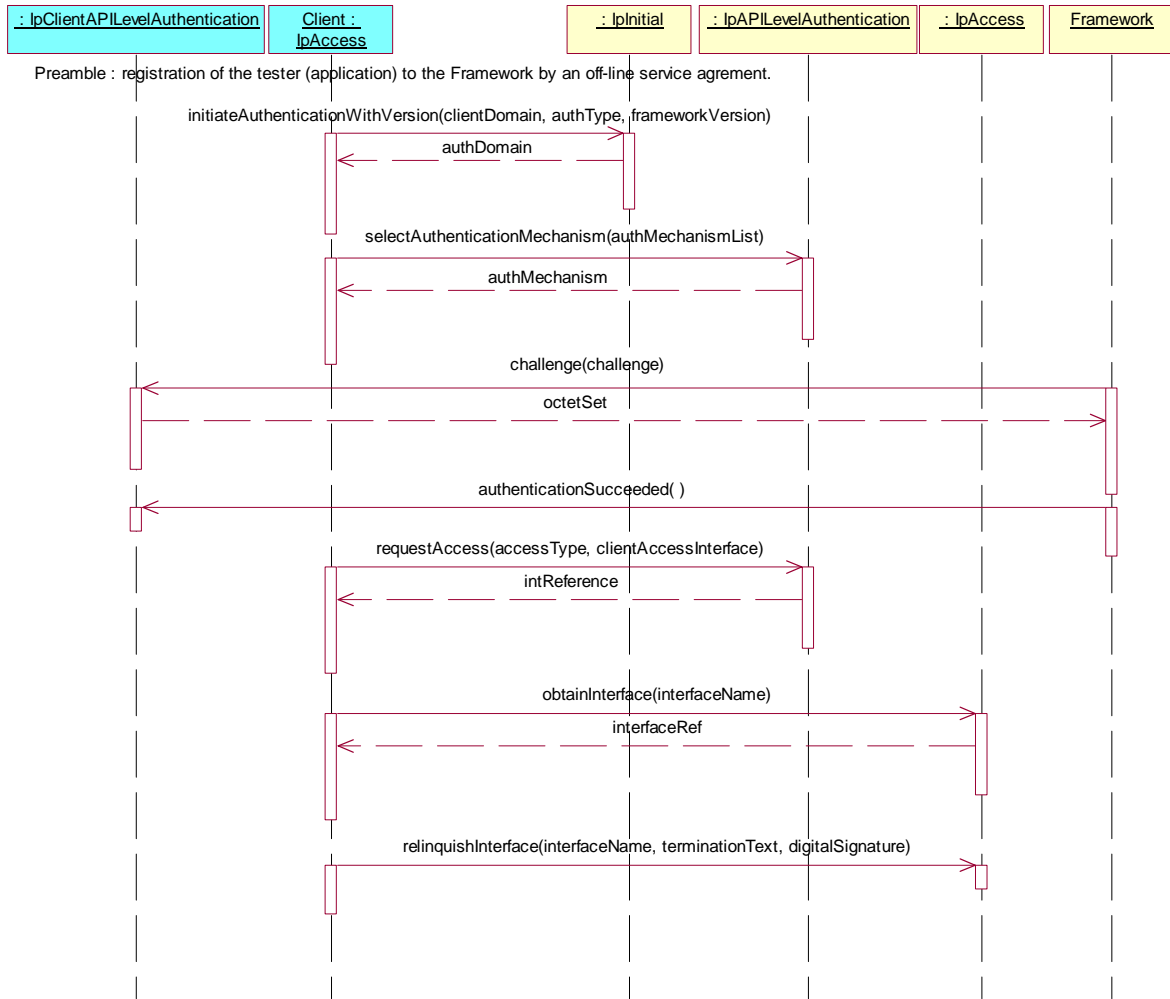 : IpClientAPILevelAuthentication
Client :
IpAccess
: IpInitial
: IpAPILevelAuthentication
: IpAccess
Framework
Preamble : registration of the tester (application) to the Framework by an off-line service agrement.
initiateAuthenticationWithVersion(clientDomain, authType, frameworkVersion)
authDomain
selectAuthenticationMechanism(authMechanismList)
authMechanism
challenge(challenge)
octetSet
authenticationSucceeded( )
requestAccess(accessType, clientAccessInterface)
intReference
obtainInterface(interfaceName)
interfaceRef
relinquishInterface(interfaceName, terminationText, digitalSignature)